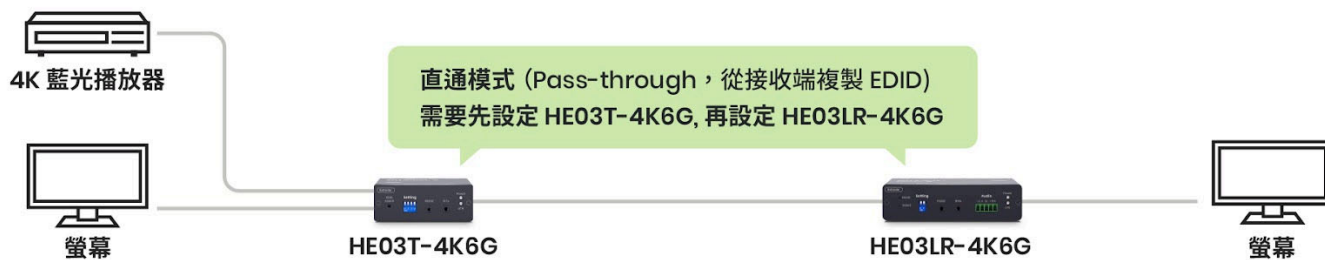 4K 藍光播放器
直通模式 (Pass-through，從接收端複製 EDID)
需要先設定 HE03T-4K6G, 再設定 HE03LR-4K6G
螢幕
HE03T-4K6G
HE03LR-4K6G
螢幕